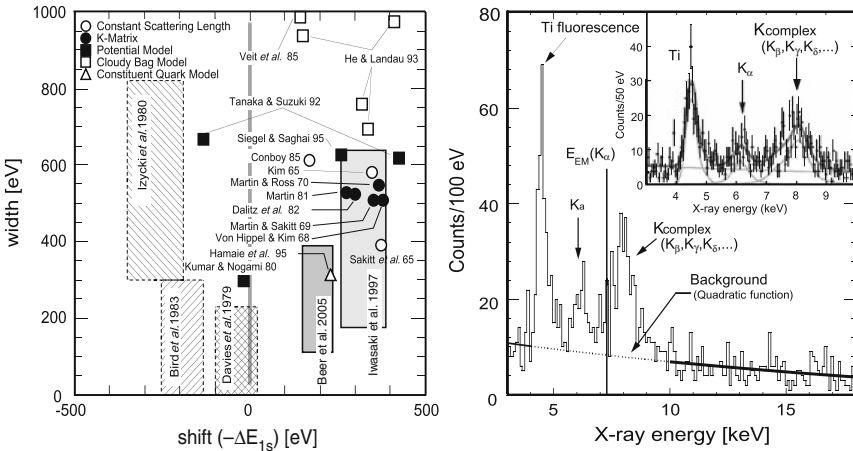 Constant Scattering Length
K-Matrix
Potential Model
Cloudy Bag Model
Constituent Quark Model
Veit et al. 85
He & Landau 93
Tanaka & Suzuki 92
Siegel & Saghai 95
Conboy 85
Kim 65
Martin & Ross 70
Martin 81
Dalitz et al. 82
Martin & Sakitt 69
Von Hippel & Kim 68
Hamaie et al. 95
Sakitt et al. 65
Kumar & Nogami 80
Izycki et al.1980
Bird et al.1983
Davies et al.1979
Beer et al. 2005
Iwasaki et al. 1997
width [eV]
1000
800
600
400
200
0
-500
0
500
shift (−ΔE1s) [eV]
Counts/100 eV
80
60
40
20
0
5
10
15
X-ray energy [keV]
Ti fluorescence
EEM(Kα)
Ka
Kcomplex
(Kβ,Kγ,Kδ,...)
Background
(Quadratic function)
Counts/50 eV
50
40
30
20
10
0
4
5
6
7
8
9
X-ray energy (keV)
Ti
Kα
Kcomplex
(Kβ,Kγ,Kδ,...)